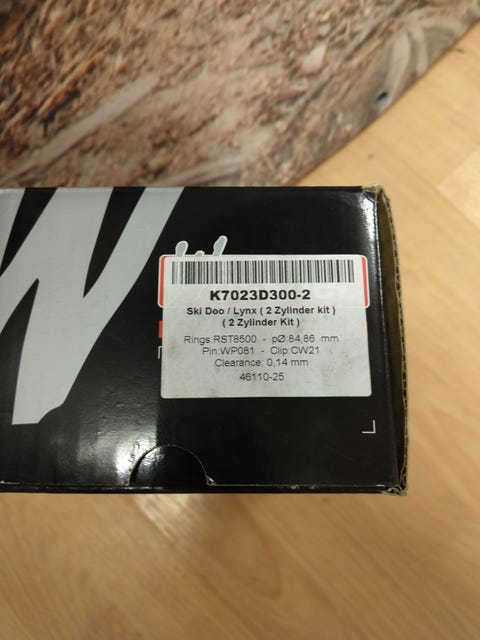 W
K7023D300-2
Ski Doo / Lynx ( 2 Zylinder kit )
( 2 Zylinder Kit )
Rings:RST8500 - pØ:84,86 mm
Pin:WP081 - Clip:CW21
Clearance: 0,14 mm
46110-25